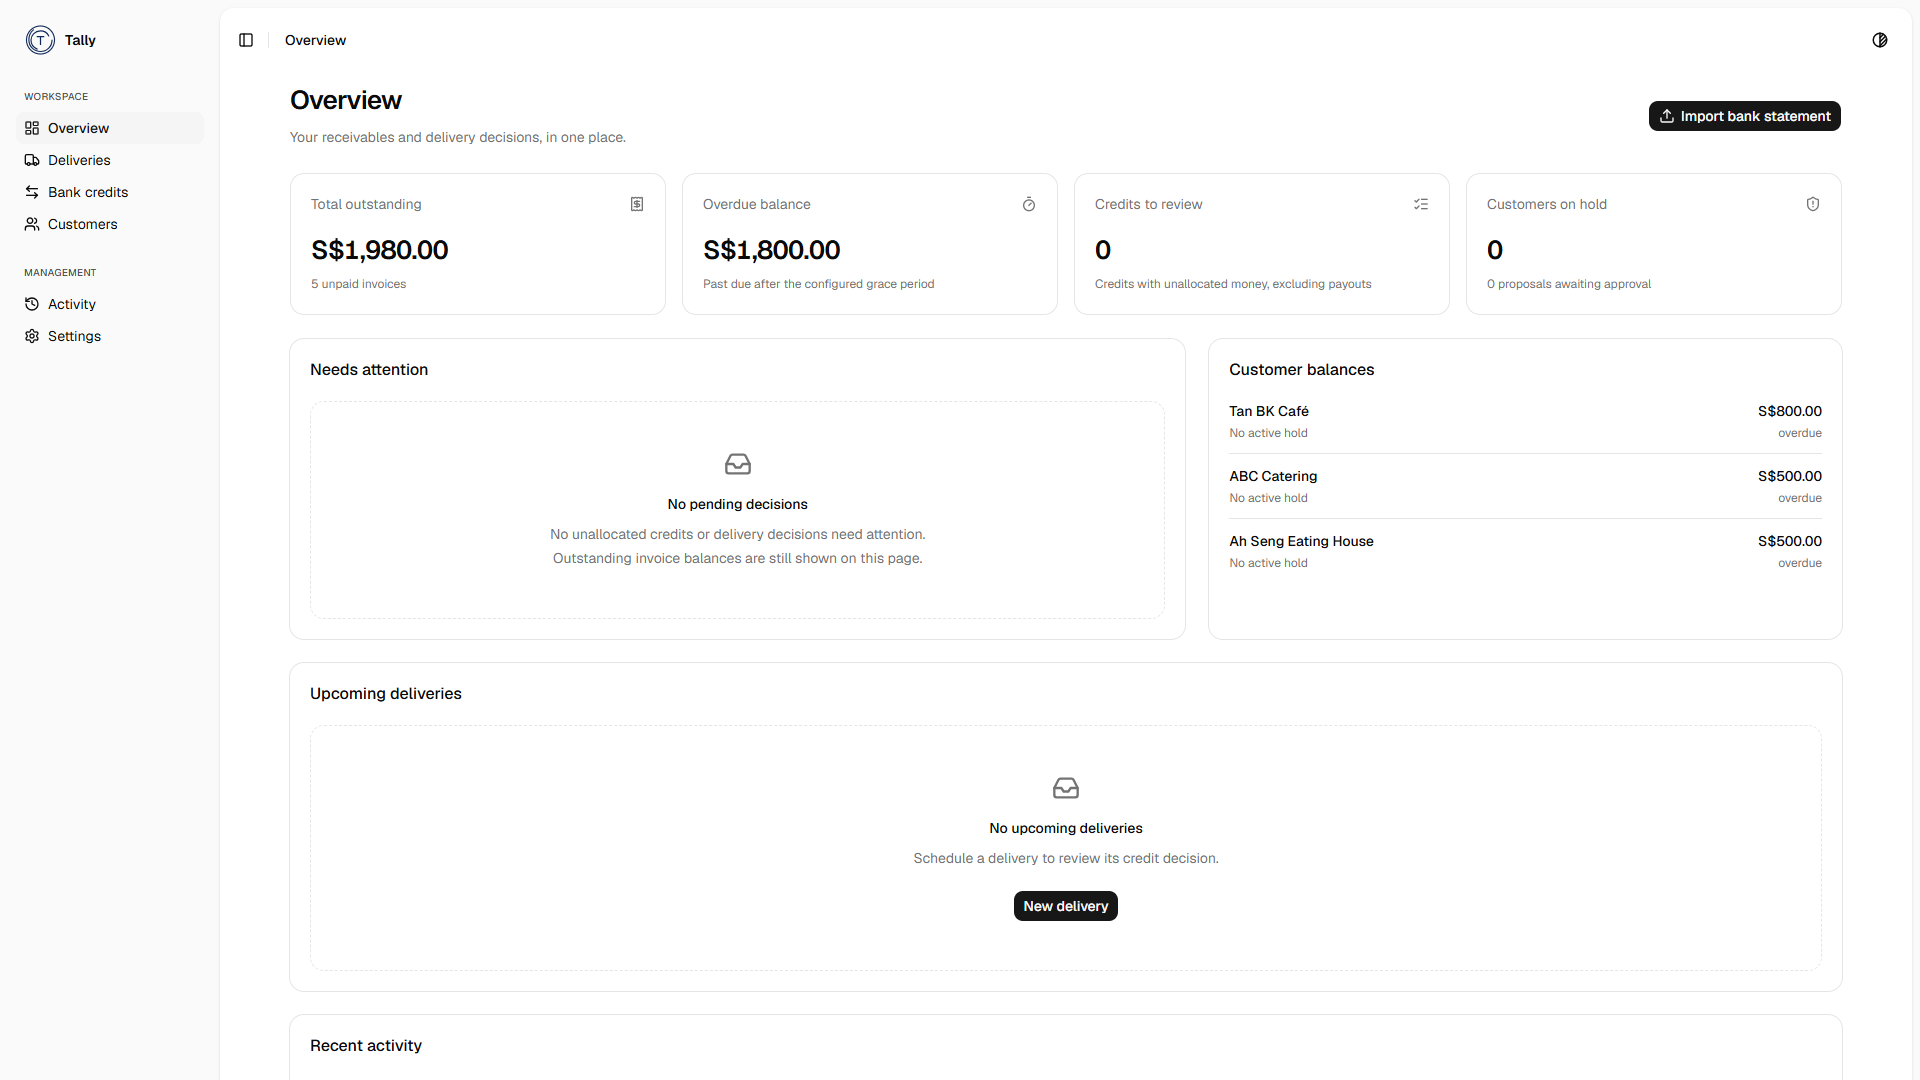 Tally
WORKSPACE
Overview
Deliveries
Bank credits
Customers
MANAGEMENT
Activity
Settings
Overview
Overview
Your receivables and delivery decisions, in one place.
Import bank statement
Total outstanding
S$1,980.00
5 unpaid invoices
Overdue balance
S$1,800.00
Past due after the configured grace period
Credits to review
0
Credits with unallocated money, excluding payouts
Customers on hold
0
0 proposals awaiting approval
Needs attention
No pending decisions
No unallocated credits or delivery decisions need attention.
Outstanding invoice balances are still shown on this page.
Customer balances
Tan BK Café S$800.00
No active hold overdue
ABC Catering S$500.00
No active hold overdue
Ah Seng Eating House S$500.00
No active hold overdue
Upcoming deliveries
No upcoming deliveries
Schedule a delivery to review its credit decision.
New delivery
Recent activity